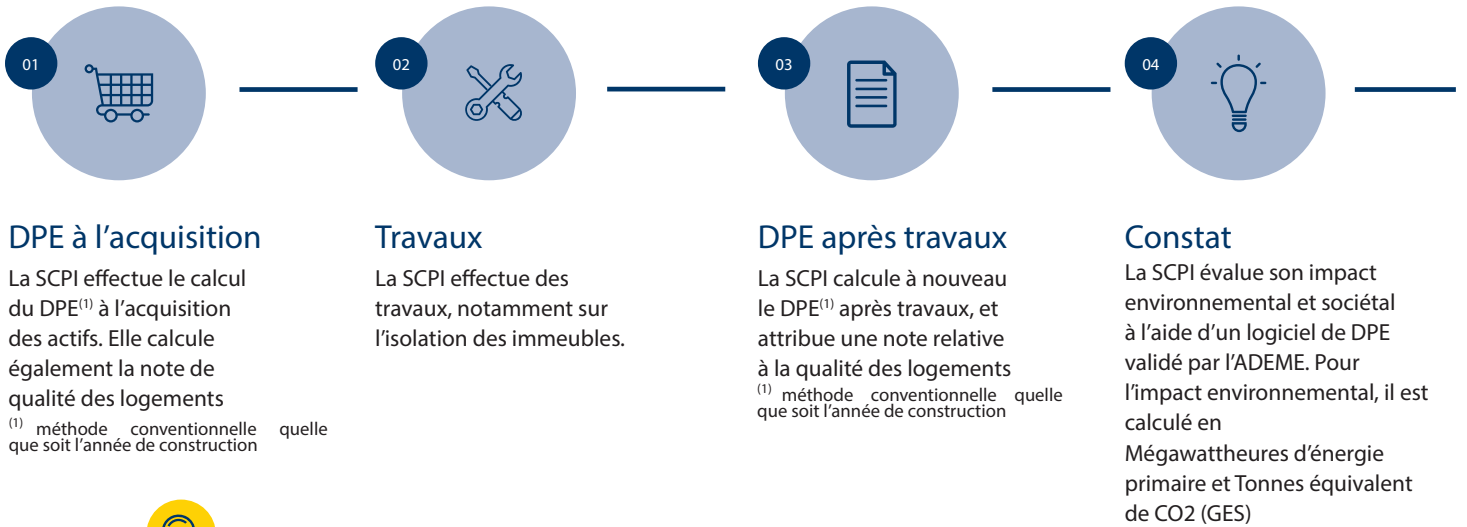 01
DPE à l’acquisition
La SCPI effectue le calcul
du DPE(1) à l’acquisition
des actifs. Elle calcule
également la note de
qualité des logements
(1) méthode conventionnelle quelle
que soit l’année de construction
02
Travaux
La SCPI effectue des
travaux, notamment sur
l’isolation des immeubles.
03
DPE après travaux
La SCPI calcule à nouveau
le DPE(1) après travaux, et
attribue une note relative
à la qualité des logements
(1) méthode conventionnelle quelle
que soit l’année de construction
04
Constat
La SCPI évalue son impact
environnemental et sociétal
à l’aide d’un logiciel de DPE
validé par l’ADEME. Pour
l’impact environnemental, il est
calculé en
Mégawattheures d’énergie
primaire et Tonnes équivalent
de CO2 (GES)